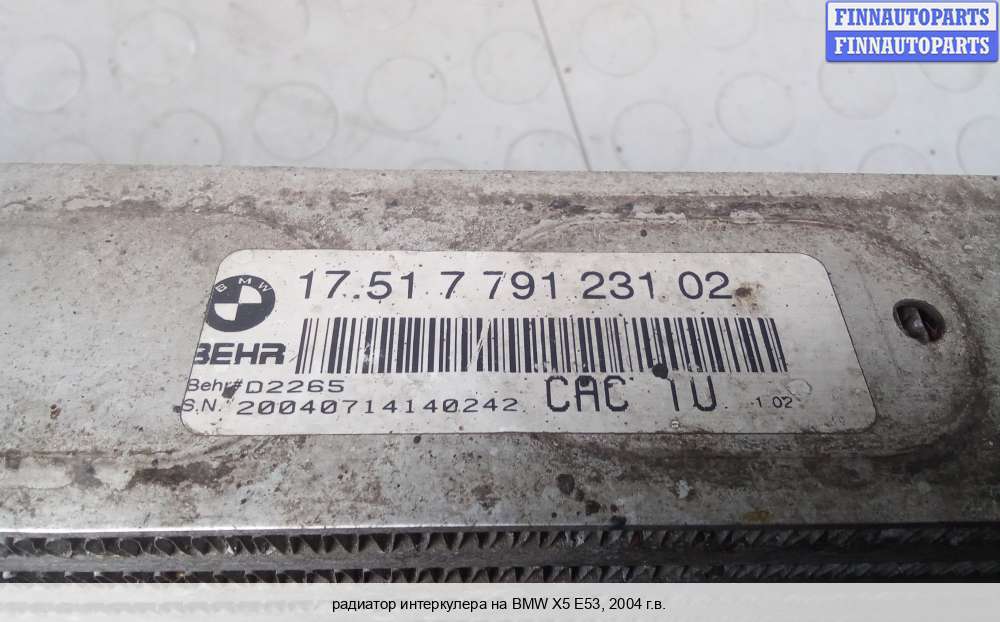 FINNAUTOPARTS
FINNAUTOPARTS
BMW
17.51 7 791 231 02
BEHR
Behr# D2265
S.N. 20040714140242 CAC TU 1 02
радиатор интеркулера на BMW X5 E53, 2004 г.в.